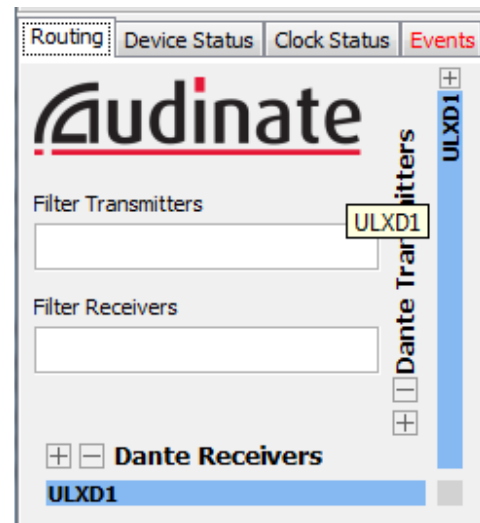 Routing Device Status Clock Status Events
Audinate
Filter Transmitters
Filter Receivers
Dante Transmitters
ULXD1
ULXD1
Dante Receivers
ULXD1